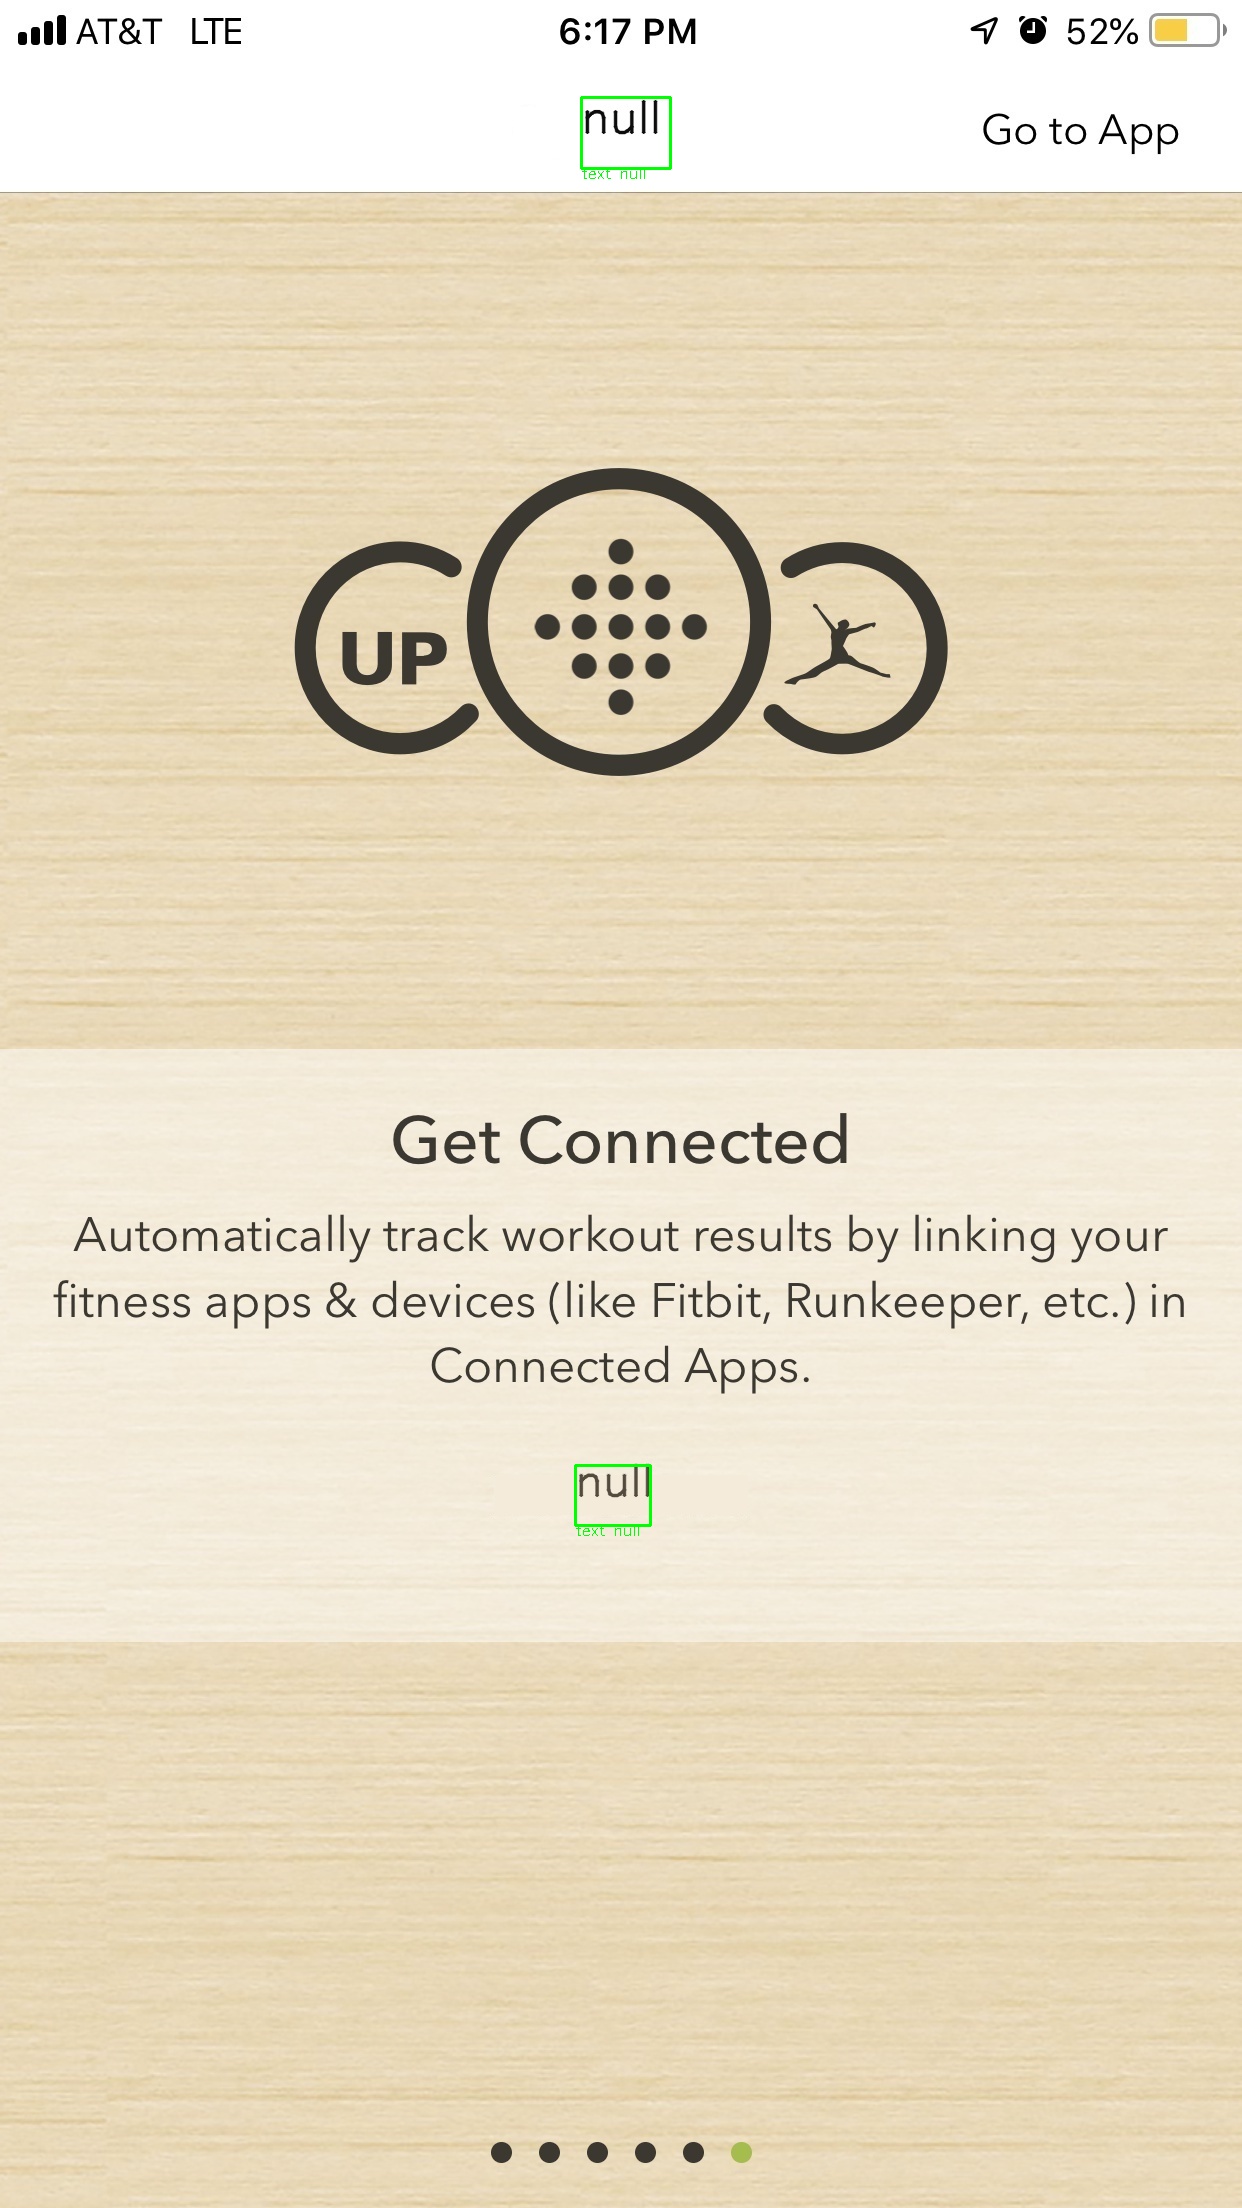 AT&T LTE 6:17 PM 52%
null
text null
Go to App
UP
Get Connected
Automatically track workout results by linking your
fitness apps & devices (like Fitbit, Runkeeper, etc.) in
Connected Apps.
null
text null